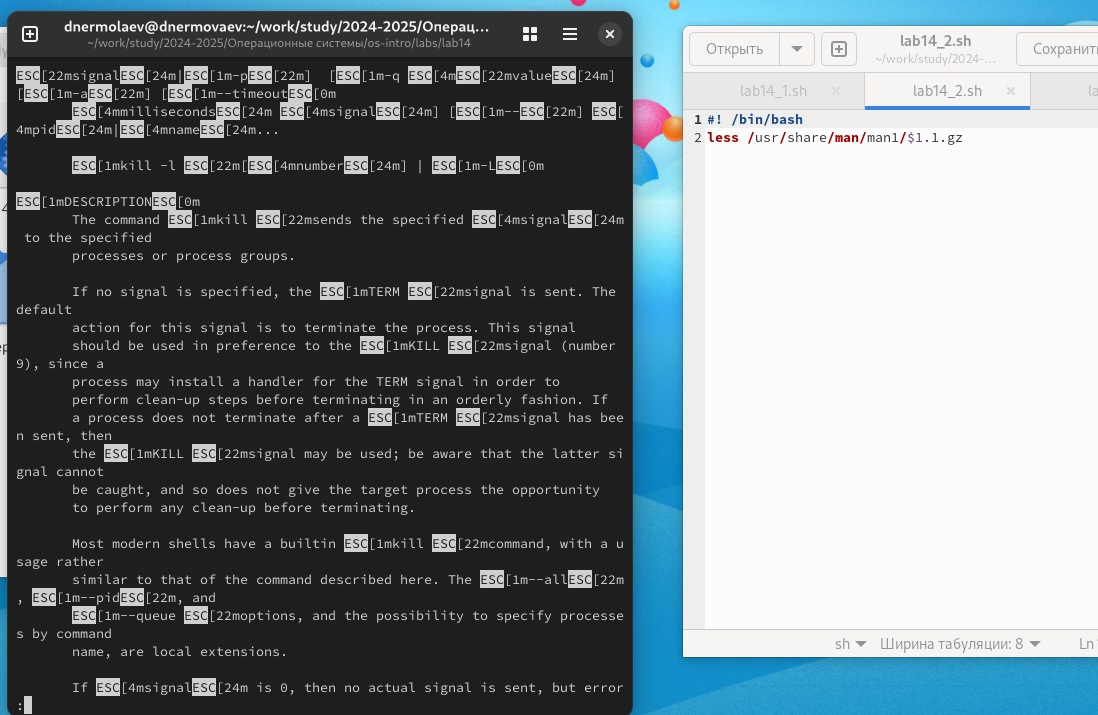 dnermolaev@dnermovaev:~/work/study/2024-2025/Операц...
~/work/study/2024-2025/Операционные системы/os-intro/labs/lab14
ESC[22msignalESC[24m|ESC[1m-pESC[22m]  [ESC[1m-q ESC[4mESC[22mvalueESC[24m]
[ESC[1m-aESC[22m] [ESC[1m--timeoutESC[0m
       ESC[4mmillisecondsESC[24m ESC[4msignalESC[24m] [ESC[1m--ESC[22m] ESC[
4mpidESC[24m|ESC[4mnameESC[24m...
       ESC[1mkill -l ESC[22m[ESC[4mnumberESC[24m] | ESC[1m-LESC[0m
ESC[1mDESCRIPTIONESC[0m
       The command ESC[1mkill ESC[22msends the specified ESC[4msignalESC[24m
 to the specified
       processes or process groups.
       If no signal is specified, the ESC[1mTERM ESC[22msignal is sent. The
default
       action for this signal is to terminate the process. This signal
       should be used in preference to the ESC[1mKILL ESC[22msignal (number
9), since a
       process may install a handler for the TERM signal in order to
       perform clean-up steps before terminating in an orderly fashion. If
       a process does not terminate after a ESC[1mTERM ESC[22msignal has bee
n sent, then
       the ESC[1mKILL ESC[22msignal may be used; be aware that the latter si
gnal cannot
       be caught, and so does not give the target process the opportunity
       to perform any clean-up before terminating.
       Most modern shells have a builtin ESC[1mkill ESC[22mcommand, with a u
sage rather
       similar to that of the command described here. The ESC[1m--allESC[22m
, ESC[1m--pidESC[22m, and
       ESC[1m--queue ESC[22moptions, and the possibility to specify processe
s by command
       name, are local extensions.
       If ESC[4msignalESC[24m is 0, then no actual signal is sent, but error
:
Открыть
lab14_2.sh
~/work/study/2024-...
Сохранить
lab14_1.sh
lab14_2.sh
1 #! /bin/bash
2 less /usr/share/man/man1/$1.1.gz
sh
Ширина табуляции: 8
Ln